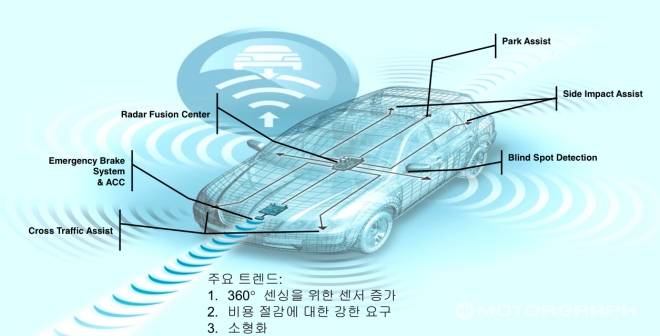 Park Assist
Side Impact Assist
Radar Fusion Center
Emergency Brake
System
& ACC
Blind Spot Detection
Cross Traffic Assist
주요 트렌드:
1. 360° 센싱을 위한 센서 증가
2. 비용 절감에 대한 강한 요구
3. 소형화
MOTORGRAPH